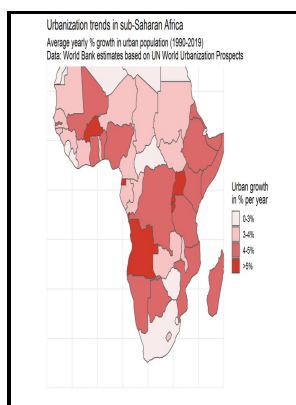 Urbanization trends in sub-Saharan Africa
Average yearly % growth in urban population (1990-2019)
Data: World Bank estimates based on UN World Urbanization Prospects
Urban growth
in % per year
0-3%
3-4%
4-5%
>5%